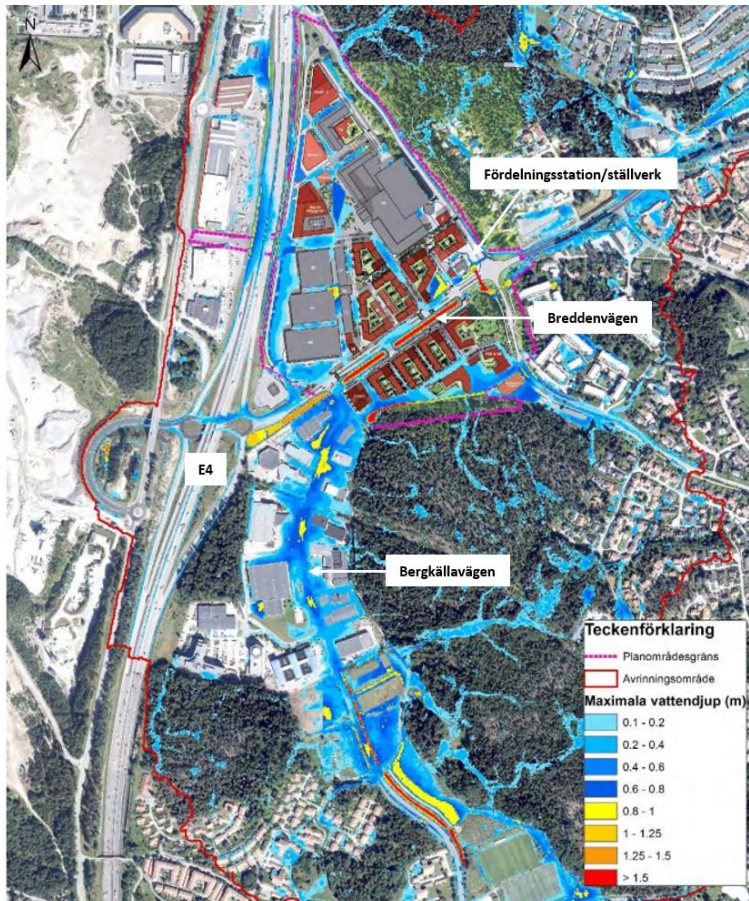 N
Fördelningsstation/ställverk
Breddenvägen
E4
Bergkällavägen
Teckenförklaring
Planområdesgräns
Avrinningsområde
Maximala vattendjup (m)
0.1 - 0.2
0.2 - 0.4
0.4 - 0.6
0.6 - 0.8
0.8 - 1
1 - 1.25
1.25 - 1.5
> 1.5